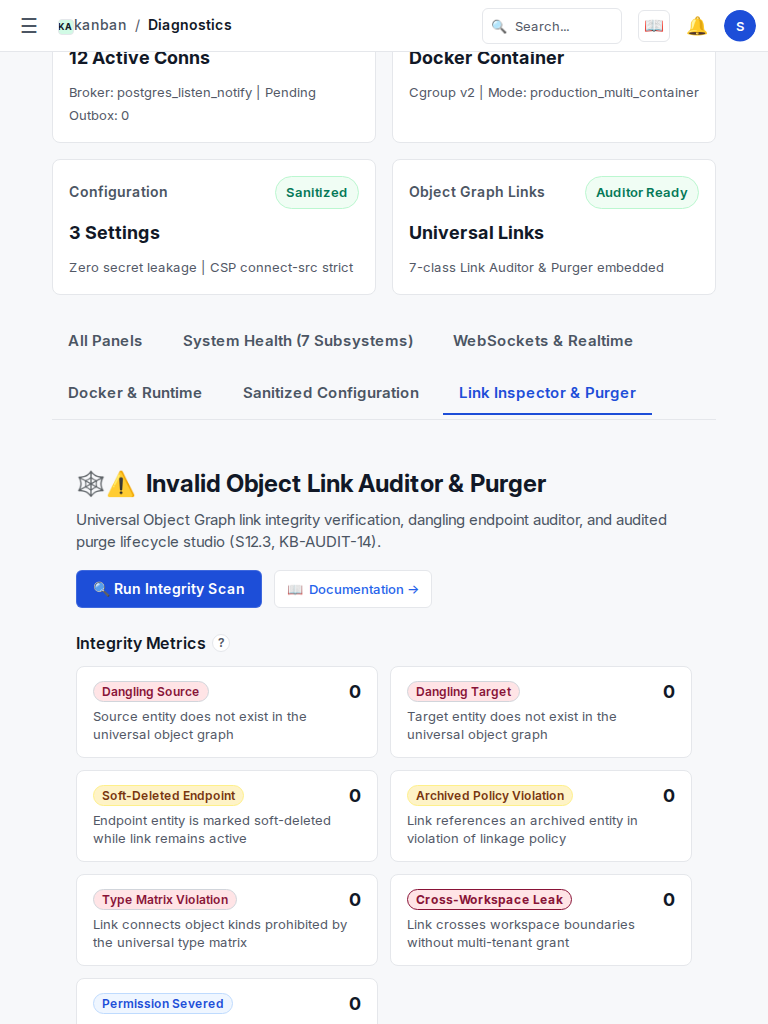 ☰ KA kanban / Diagnostics 🔍 Search... 📖 🔔 S
12 Active Conns
Broker: postgres_listen_notify | Pending
Outbox: 0
Docker Container
Cgroup v2 | Mode: production_multi_container
Configuration Sanitized
3 Settings
Zero secret leakage | CSP connect-src strict
Object Graph Links Auditor Ready
Universal Links
7-class Link Auditor & Purger embedded
All Panels System Health (7 Subsystems) WebSockets & Realtime
Docker & Runtime Sanitized Configuration Link Inspector & Purger
🕸️⚠️ Invalid Object Link Auditor & Purger
Universal Object Graph link integrity verification, dangling endpoint auditor, and audited
purge lifecycle studio (S12.3, KB-AUDIT-14).
🔍 Run Integrity Scan 📖 Documentation →
Integrity Metrics ?
Dangling Source 0
Source entity does not exist in the
universal object graph
Dangling Target 0
Target entity does not exist in the
universal object graph
Soft-Deleted Endpoint 0
Endpoint entity is marked soft-deleted
while link remains active
Archived Policy Violation 0
Link references an archived entity in
violation of linkage policy
Type Matrix Violation 0
Link connects object kinds prohibited by
the universal type matrix
Cross-Workspace Leak 0
Link crosses workspace boundaries
without multi-tenant grant
Permission Severed 0